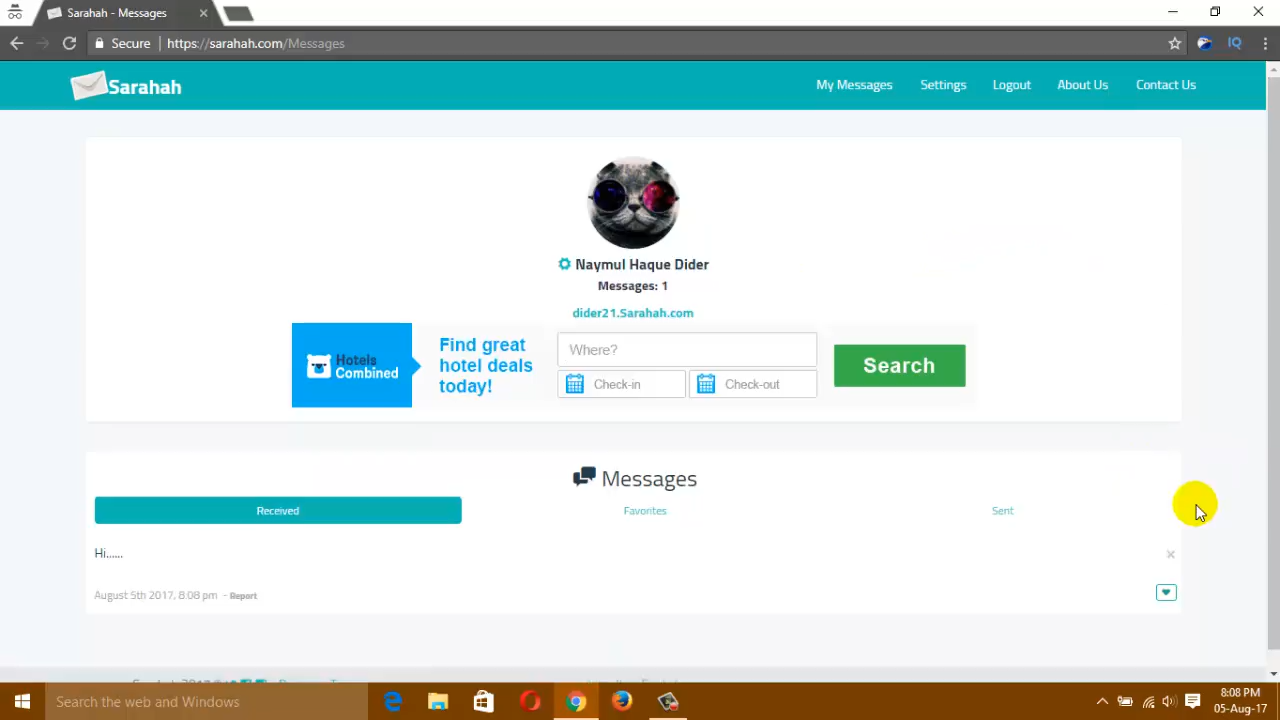 Sarahah - Messages
Secure
https://sarahah.com/Messages
IQ
Sarahah
My Messages
Settings
Logout
About Us
Contact Us
Naymul Haque Dider
Messages: 1
dider21.Sarahah.com
Hotels
Combined
Find great
hotel deals
today!
Where?
Check-in
Check-out
Search
Messages
Received
Favorites
Sent
Hi......
August 5th 2017, 8:08 pm - Report
Search the web and Windows
8:08 PM
05-Aug-17